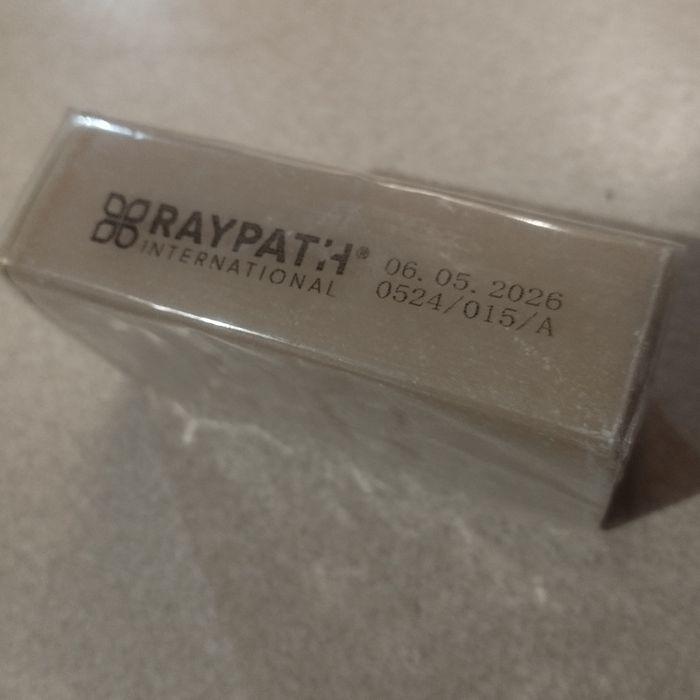 RAYPATH®
INTERNATIONAL
06.05.2026
0524/015/A